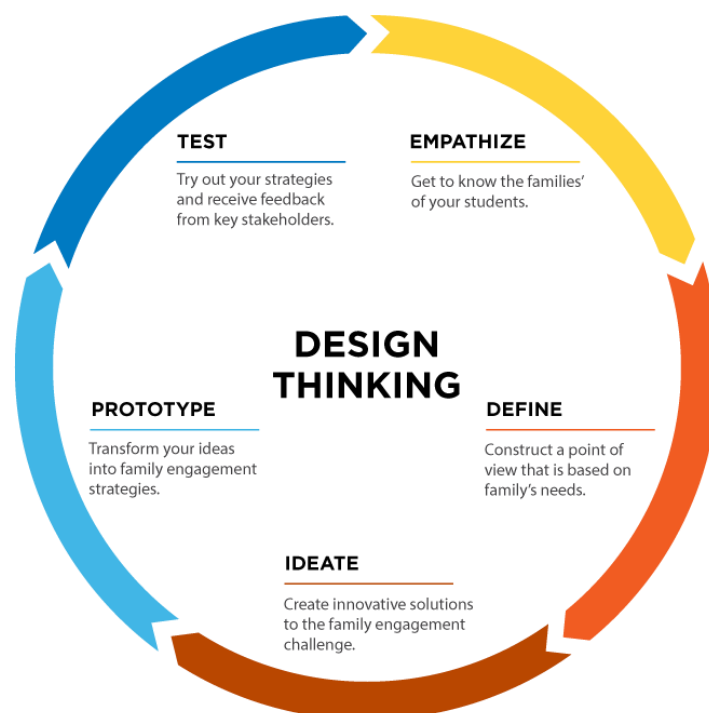 TEST
Try out your strategies
and receive feedback
from key stakeholders.
EMPATHIZE
Get to know the families’
of your students.
DESIGN
THINKING
PROTOTYPE
Transform your ideas
into family engagement
strategies.
DEFINE
Construct a point of
view that is based on
family’s needs.
IDEATE
Create innovative solutions
to the family engagement
challenge.